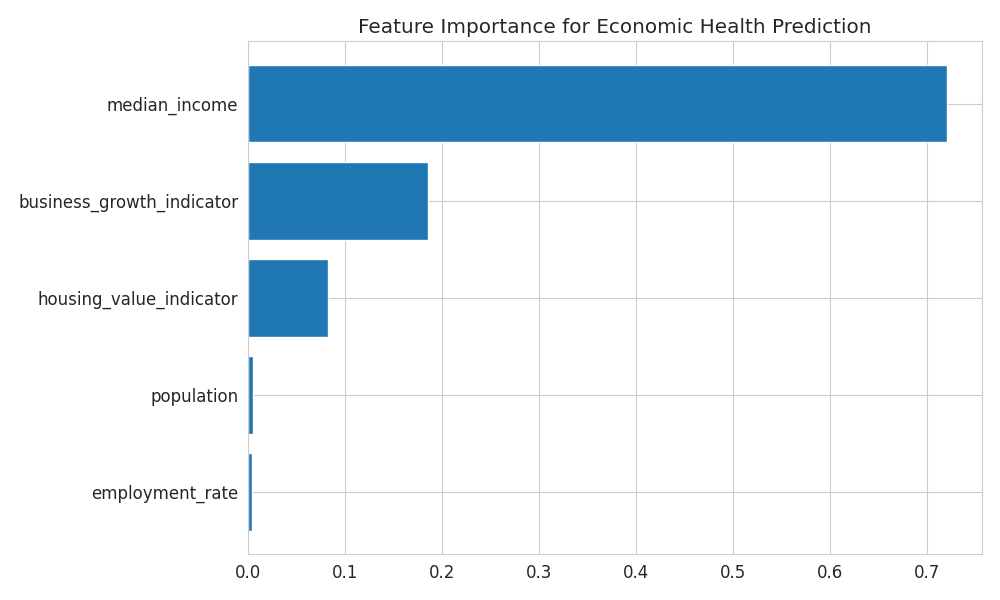 Feature Importance for Economic Health Prediction
median_income
business_growth_indicator
housing_value_indicator
population
employment_rate
0.0 0.1 0.2 0.3 0.4 0.5 0.6 0.7